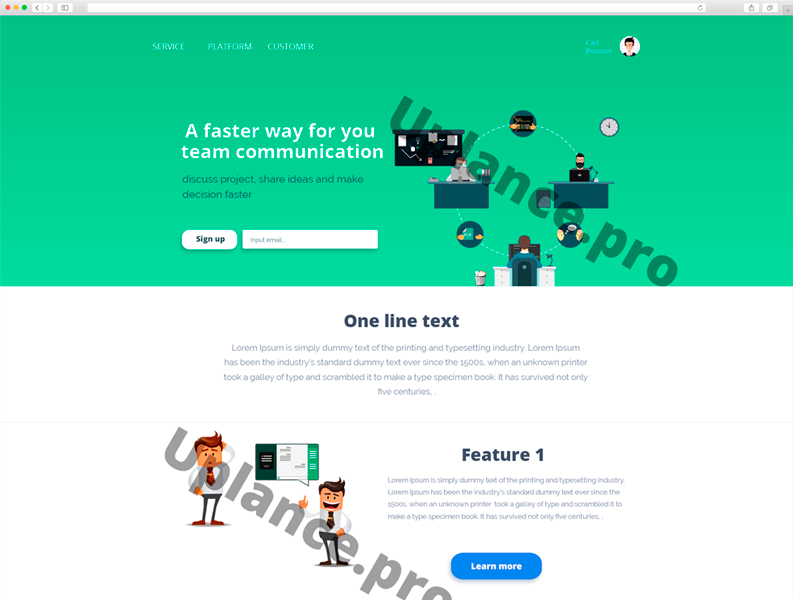 SERVICE PLATFORM CUSTOMER
Carl
Jhonson
A faster way for you
team communication
discuss project, share ideas and make
decision faster
Sign up
Input email..
Uplance.pro
One line text
Lorem Ipsum is simply dummy text of the printing and typesetting industry. Lorem Ipsum
has been the industry's standard dummy text ever since the 1500s, when an unknown printer
took a galley of type and scrambled it to make a type specimen book. It has survived not only
five centuries, .
Feature 1
Lorem Ipsum is simply dummy text of the printing and typesetting industry.
Lorem Ipsum has been the industry's standard dummy text ever since the
1500s, when an unknown printer took a galley of type and scrambled it to
make a type specimen book. It has survived not only five centuries, .
Learn more
Uplance.pro